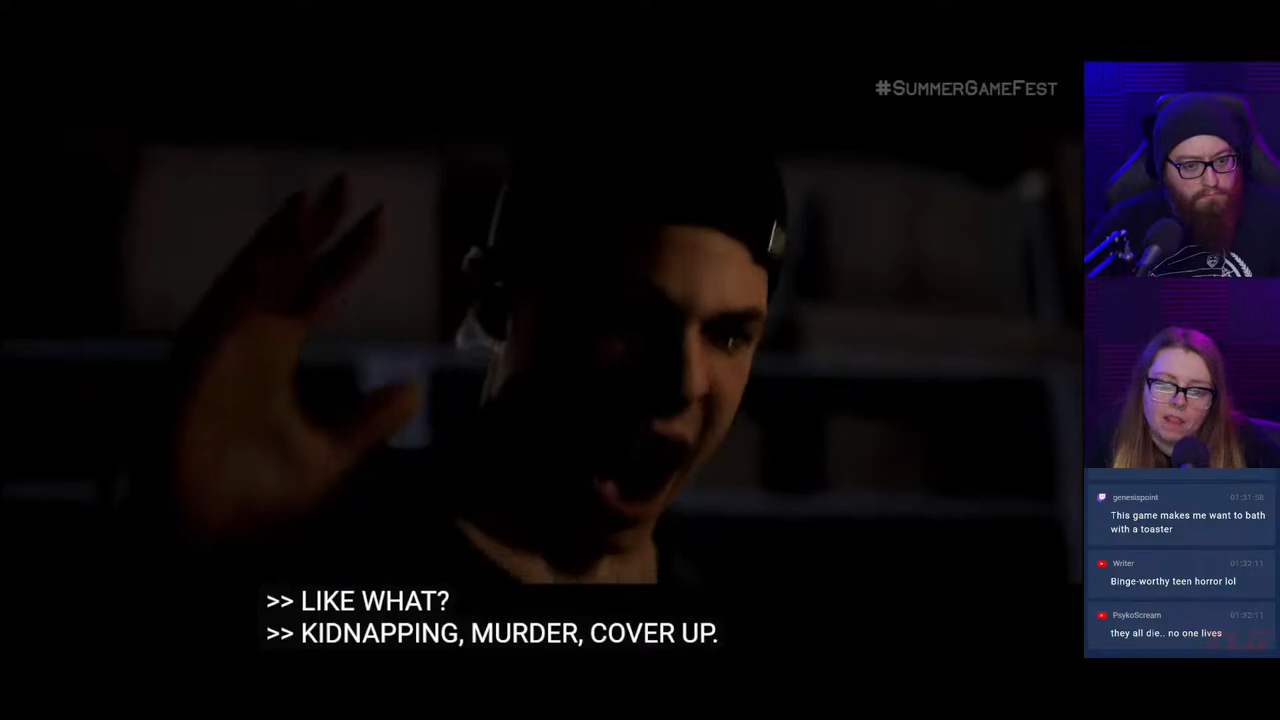 #SUMMERGAMEFEST
>> LIKE WHAT?
>> KIDNAPPING, MURDER, COVER UP.
genesispoint 01:31:58
This game makes me want to bath
with a toaster
Writer 01:32:11
Binge-worthy teen horror lol
PsykoScream 01:32:11
they all die.. no one lives